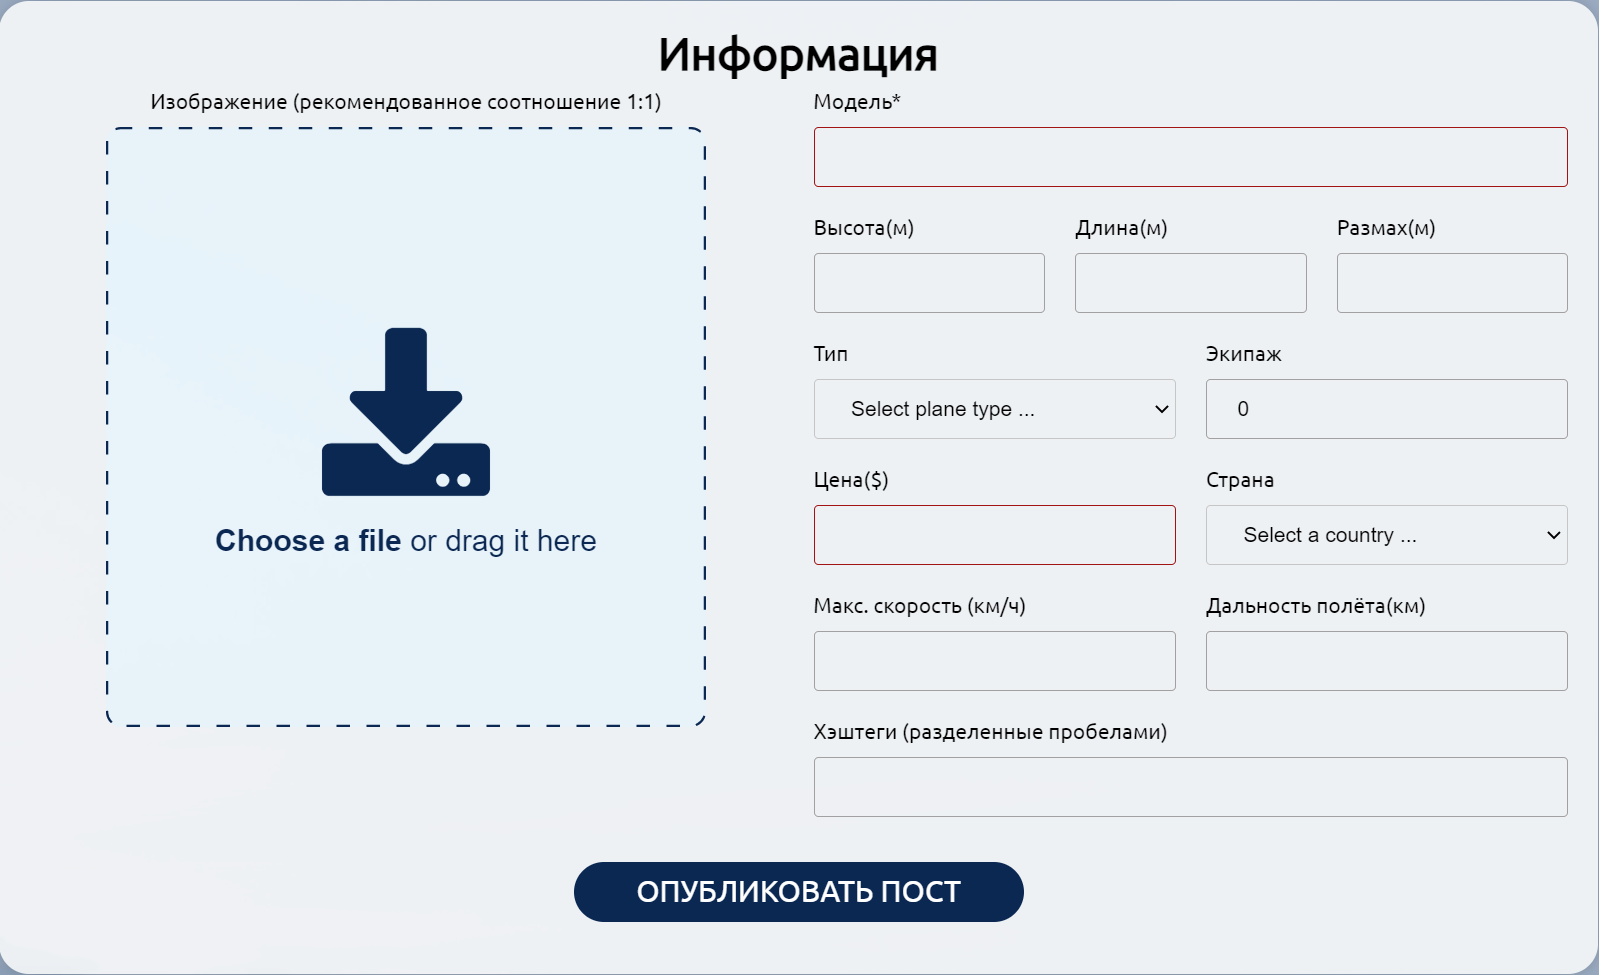 Информация
Изображение (рекомендованное соотношение 1:1)
Choose a file or drag it here
Модель*
Высота(м) Длина(м) Размах(м)
Тип Экипаж
Select plane type ... 0
Цена($) Страна
Select a country ...
Макс. скорость (км/ч) Дальность полёта(км)
Хэштеги (разделенные пробелами)
ОПУБЛИКОВАТЬ ПОСТ